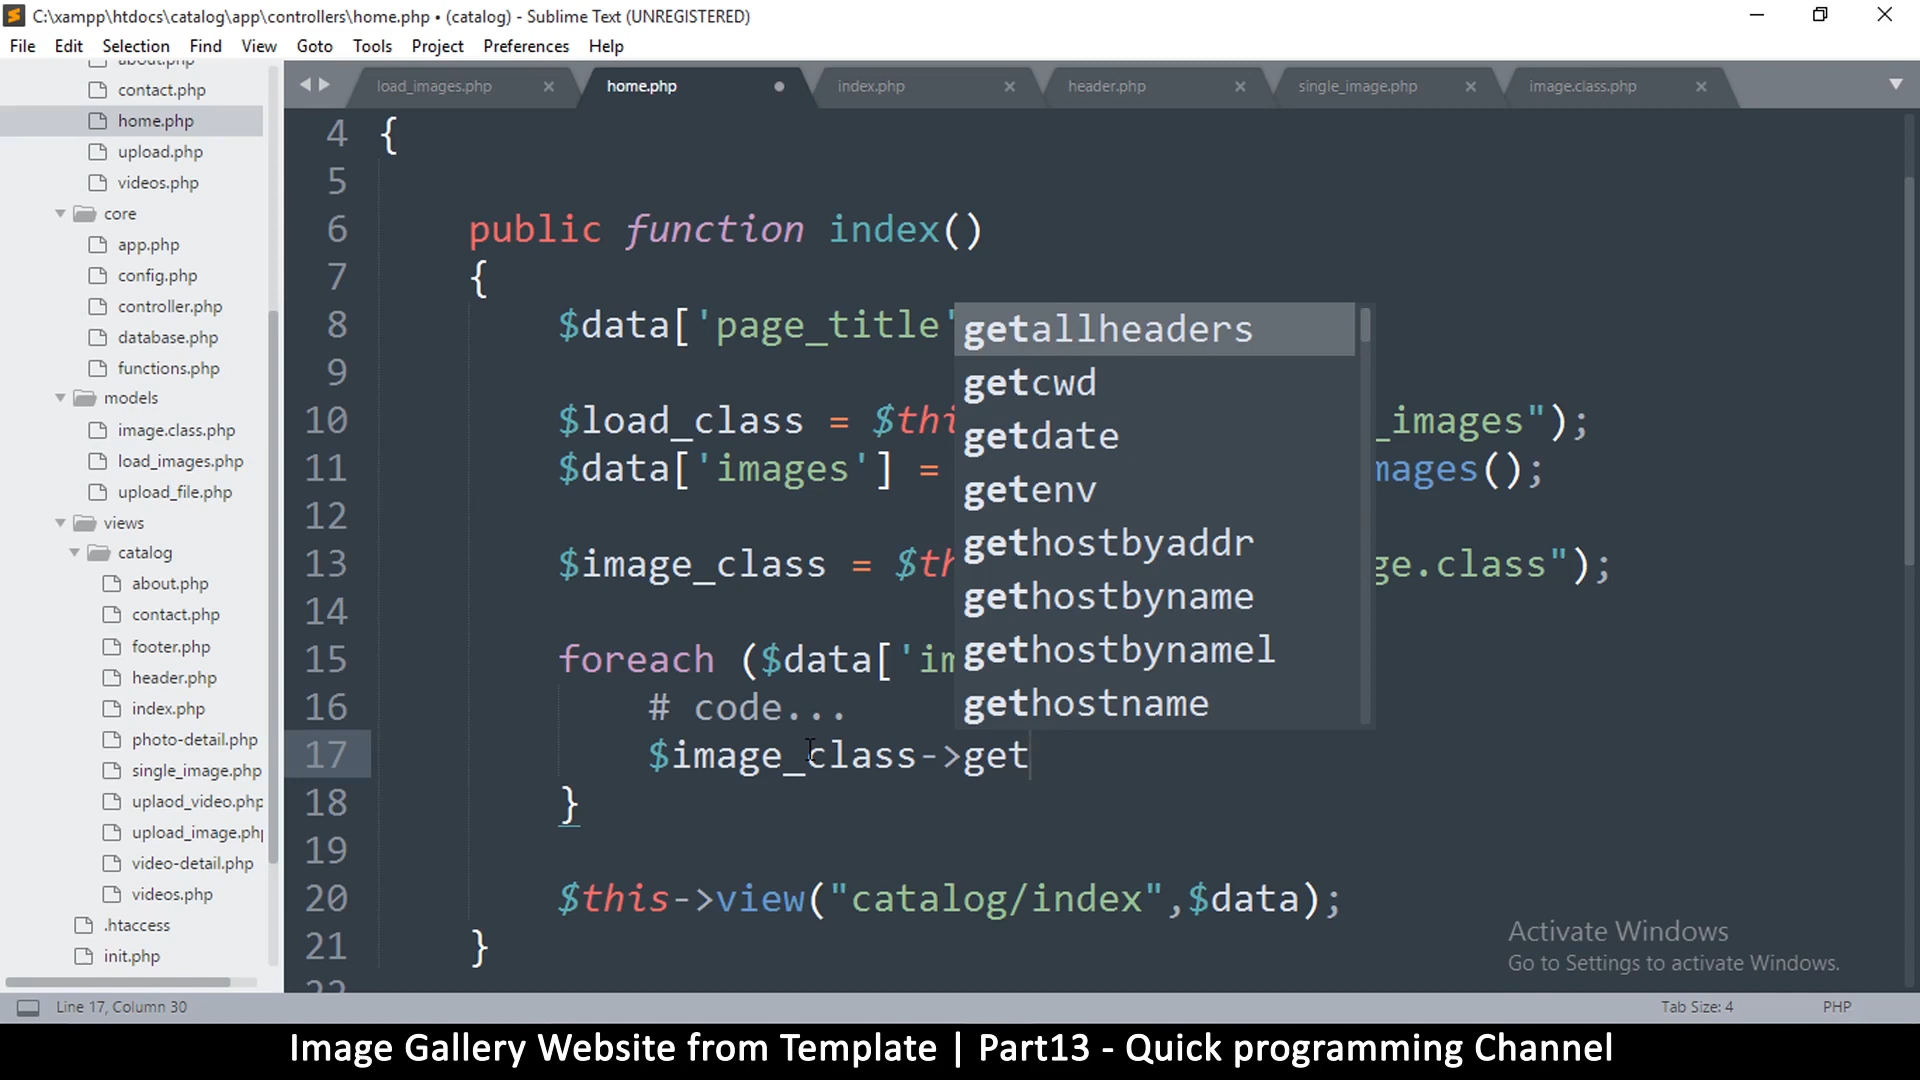 C:\xampp\htdocs\catalog\app\controllers\home.php • (catalog) - Sublime Text (UNREGISTERED)
File Edit Selection Find View Goto Tools Project Preferences Help
load_images.php home.php index.php header.php single_image.php image.class.php
about.php
contact.php
home.php
upload.php
videos.php
core
app.php
config.php
controller.php
database.php
functions.php
models
image.class.php
load_images.php
upload_file.php
views
catalog
about.php
contact.php
footer.php
header.php
index.php
photo-detail.php
single_image.php
uplaod_video.php
upload_image.php
video-detail.php
videos.php
.htaccess
init.php
4 {
5
6 public function index()
7 {
8 $data['page_title'
9
10 $load_class = $thi _images");
11 $data['images'] = mages();
12
13 $image_class = $th ge.class");
14
15 foreach ($data['im
16 # code...
17 $image_class->get
18 }
19
20 $this->view("catalog/index",$data);
21 }
22
getallheaders
getcwd
getdate
getenv
gethostbyaddr
gethostbyname
gethostbynamel
gethostname
Activate Windows
Go to Settings to activate Windows.
Line 17, Column 30 Tab Size: 4 PHP
Image Gallery Website from Template | Part13 - Quick programming Channel